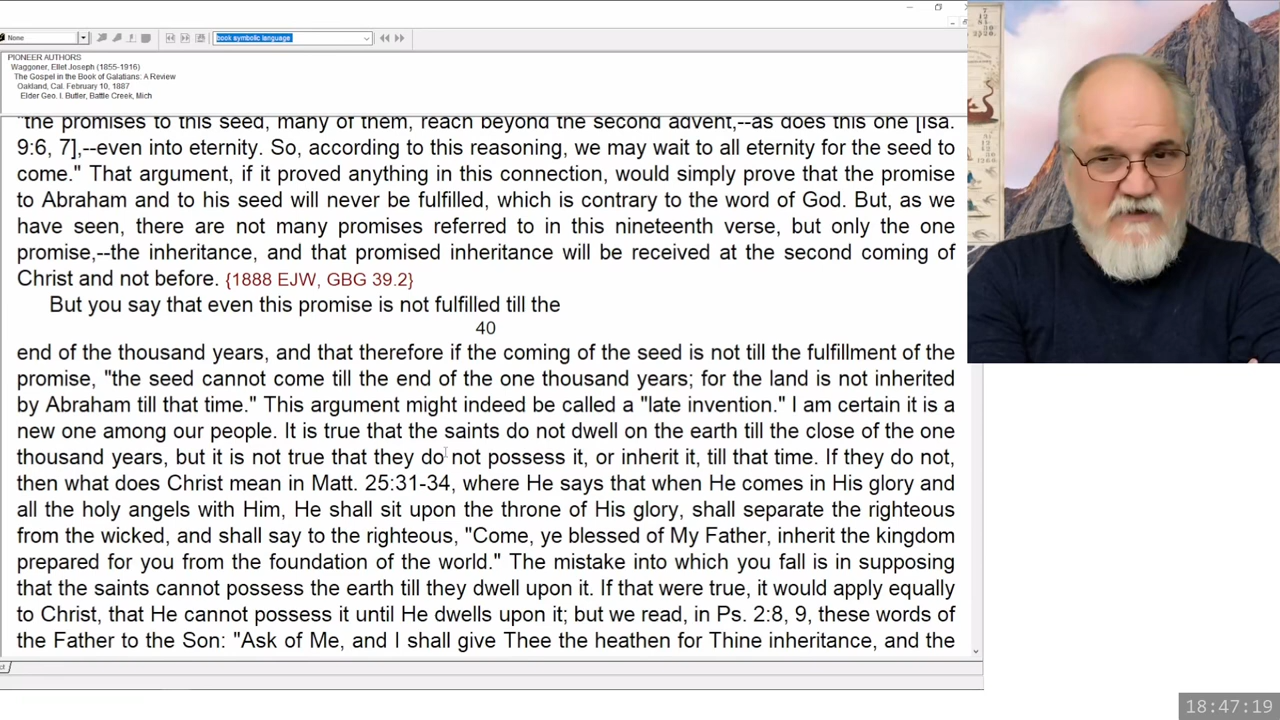 None
book symbolic language
PIONEER AUTHORS
Waggoner, Ellet Joseph (1855-1916)
The Gospel in the Book of Galatians: A Review
Oakland, Cal. February 10, 1887
Elder Geo. I. Butler, Battle Creek, Mich
"the promises to this seed, many of them, reach beyond the second advent,--as does this one [Isa.
9:6, 7],--even into eternity. So, according to this reasoning, we may wait to all eternity for the seed to
come." That argument, if it proved anything in this connection, would simply prove that the promise
to Abraham and to his seed will never be fulfilled, which is contrary to the word of God. But, as we
have seen, there are not many promises referred to in this nineteenth verse, but only the one
promise,--the inheritance, and that promised inheritance will be received at the second coming of
Christ and not before. {1888 EJW, GBG 39.2}
But you say that even this promise is not fulfilled till the
40
end of the thousand years, and that therefore if the coming of the seed is not till the fulfillment of the
promise, "the seed cannot come till the end of the one thousand years; for the land is not inherited
by Abraham till that time." This argument might indeed be called a "late invention." I am certain it is a
new one among our people. It is true that the saints do not dwell on the earth till the close of the one
thousand years, but it is not true that they do not possess it, or inherit it, till that time. If they do not,
then what does Christ mean in Matt. 25:31-34, where He says that when He comes in His glory and
all the holy angels with Him, He shall sit upon the throne of His glory, shall separate the righteous
from the wicked, and shall say to the righteous, "Come, ye blessed of My Father, inherit the kingdom
prepared for you from the foundation of the world." The mistake into which you fall is in supposing
that the saints cannot possess the earth till they dwell upon it. If that were true, it would apply equally
to Christ, that He cannot possess it until He dwells upon it; but we read, in Ps. 2:8, 9, these words of
the Father to the Son: "Ask of Me, and I shall give Thee the heathen for Thine inheritance, and the
18:47:19